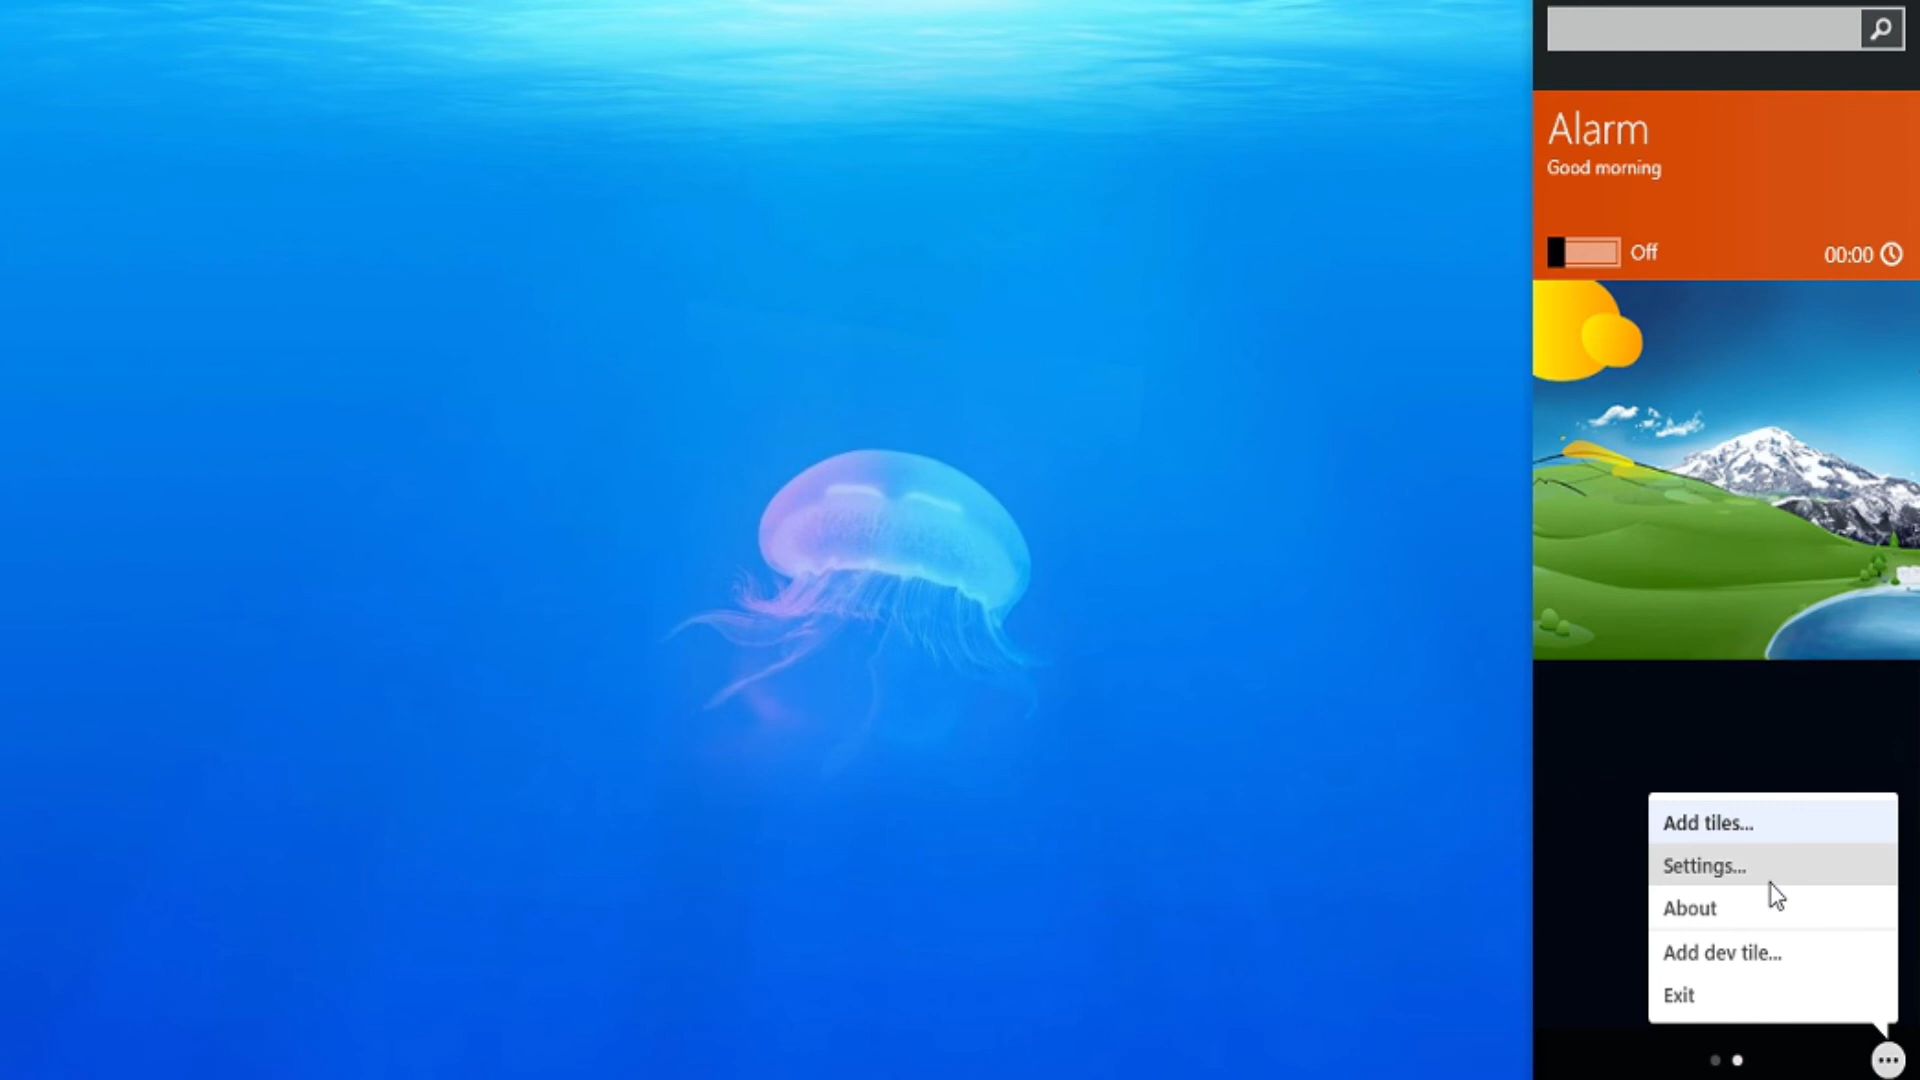 Alarm
Good morning
Off
00:00
Add tiles...
Settings...
About
Add dev tile...
Exit